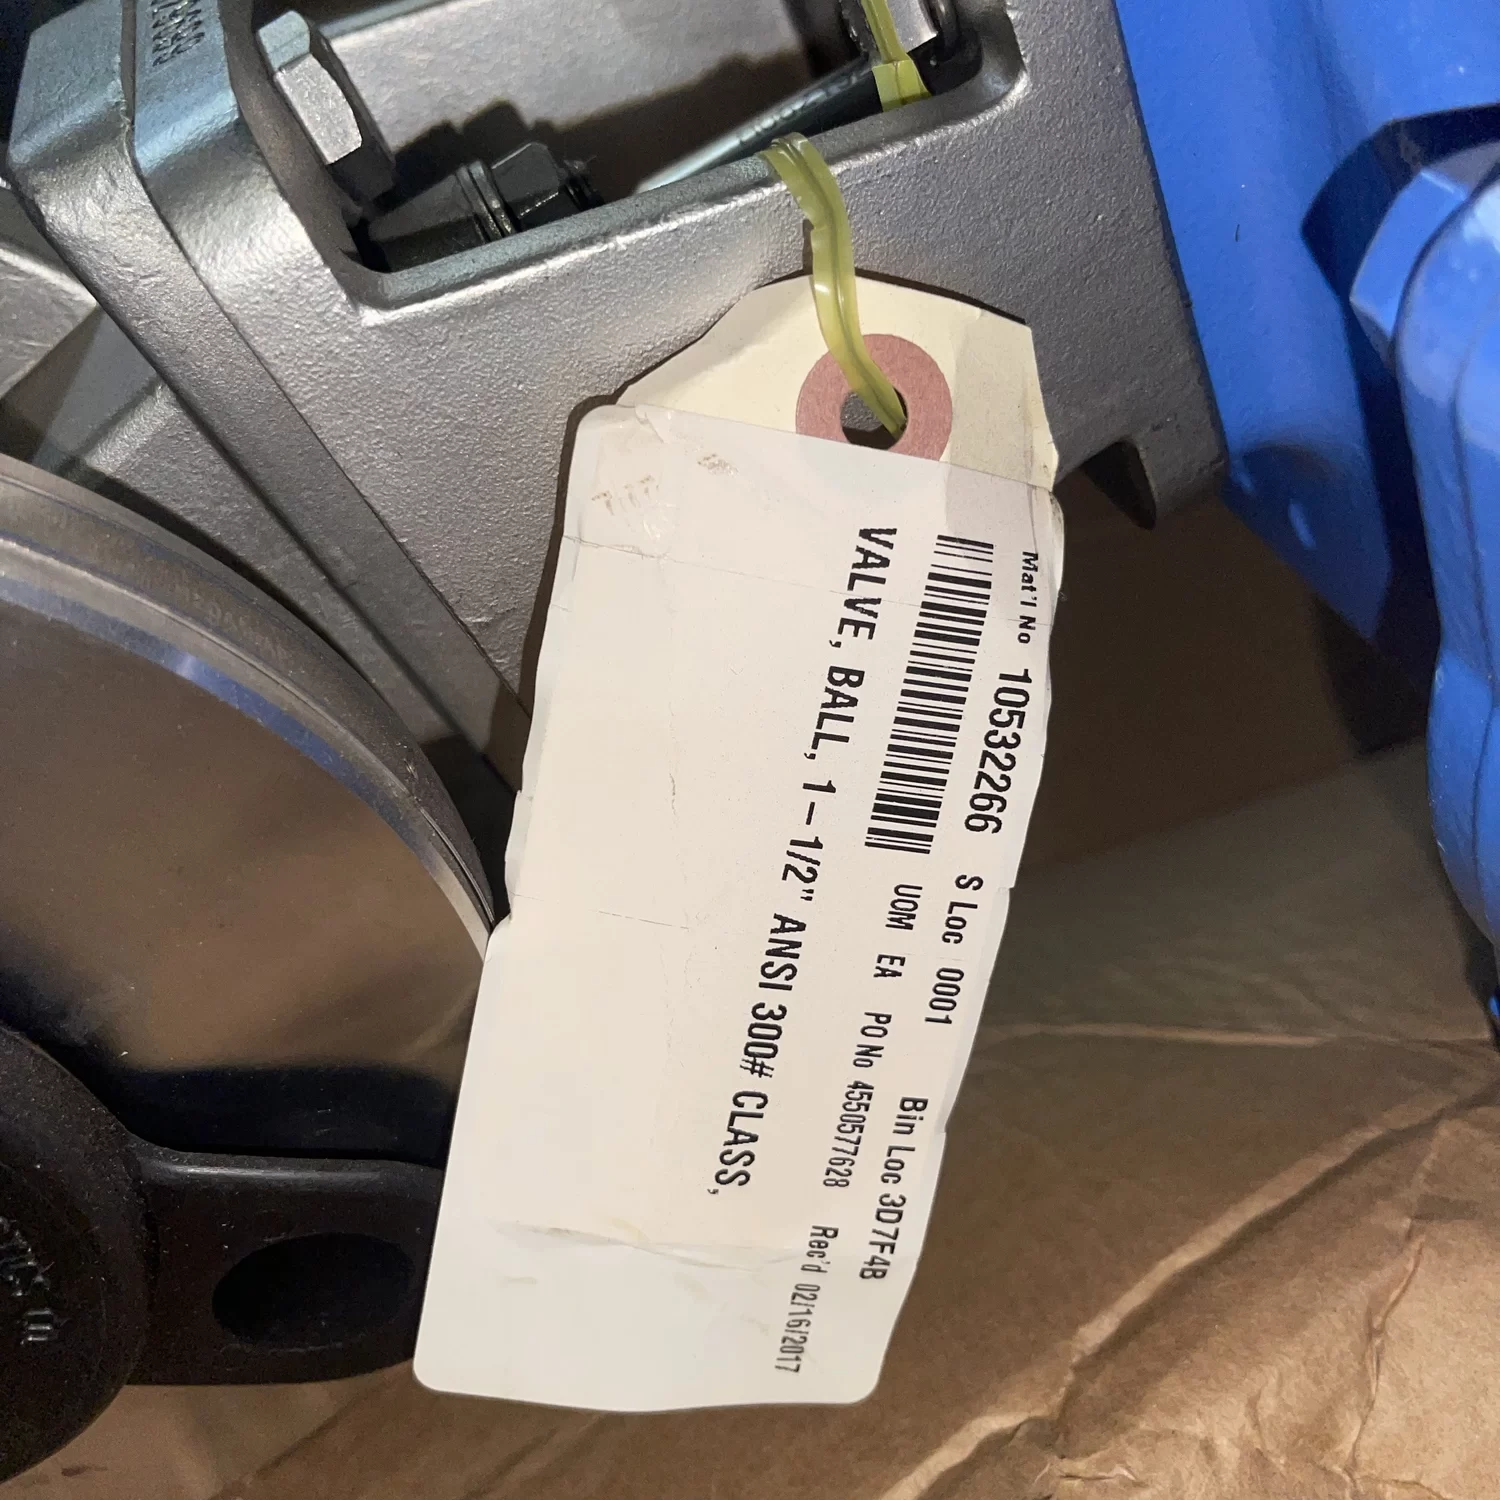 Mat'l No 10532266 S Loc 0001 Bin Loc 3D7F4B
UOM EA PO No 4550577628 Rec'd 02/16/2017
VALVE, BALL, 1-1/2" ANSI 300# CLASS,